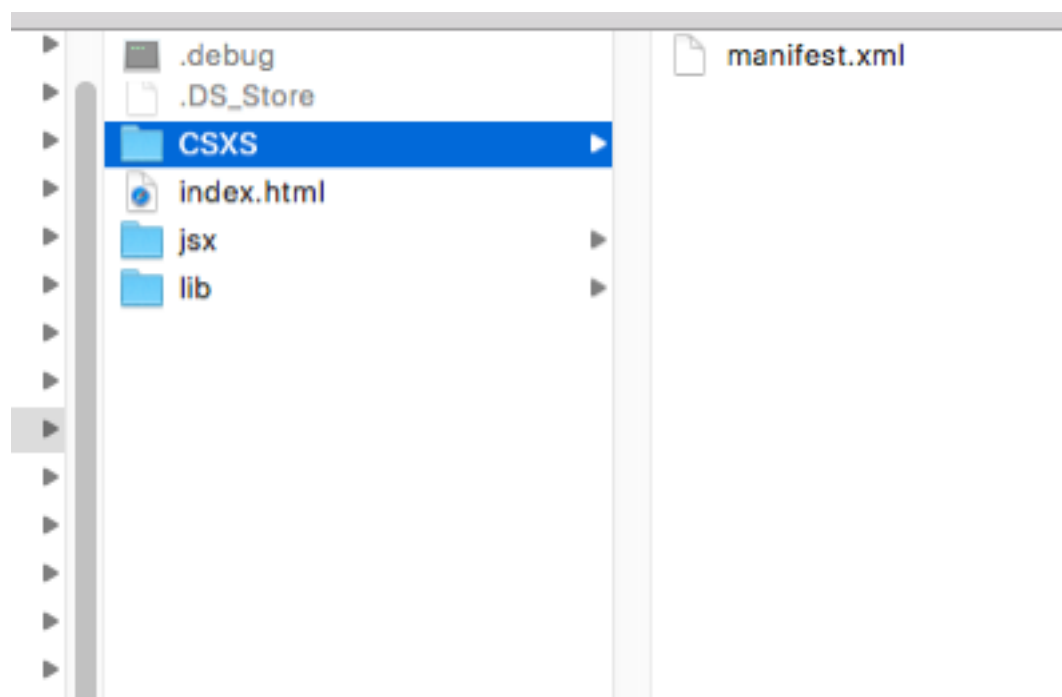 .debug
.DS_Store
CSXS
index.html
jsx
lib
manifest.xml